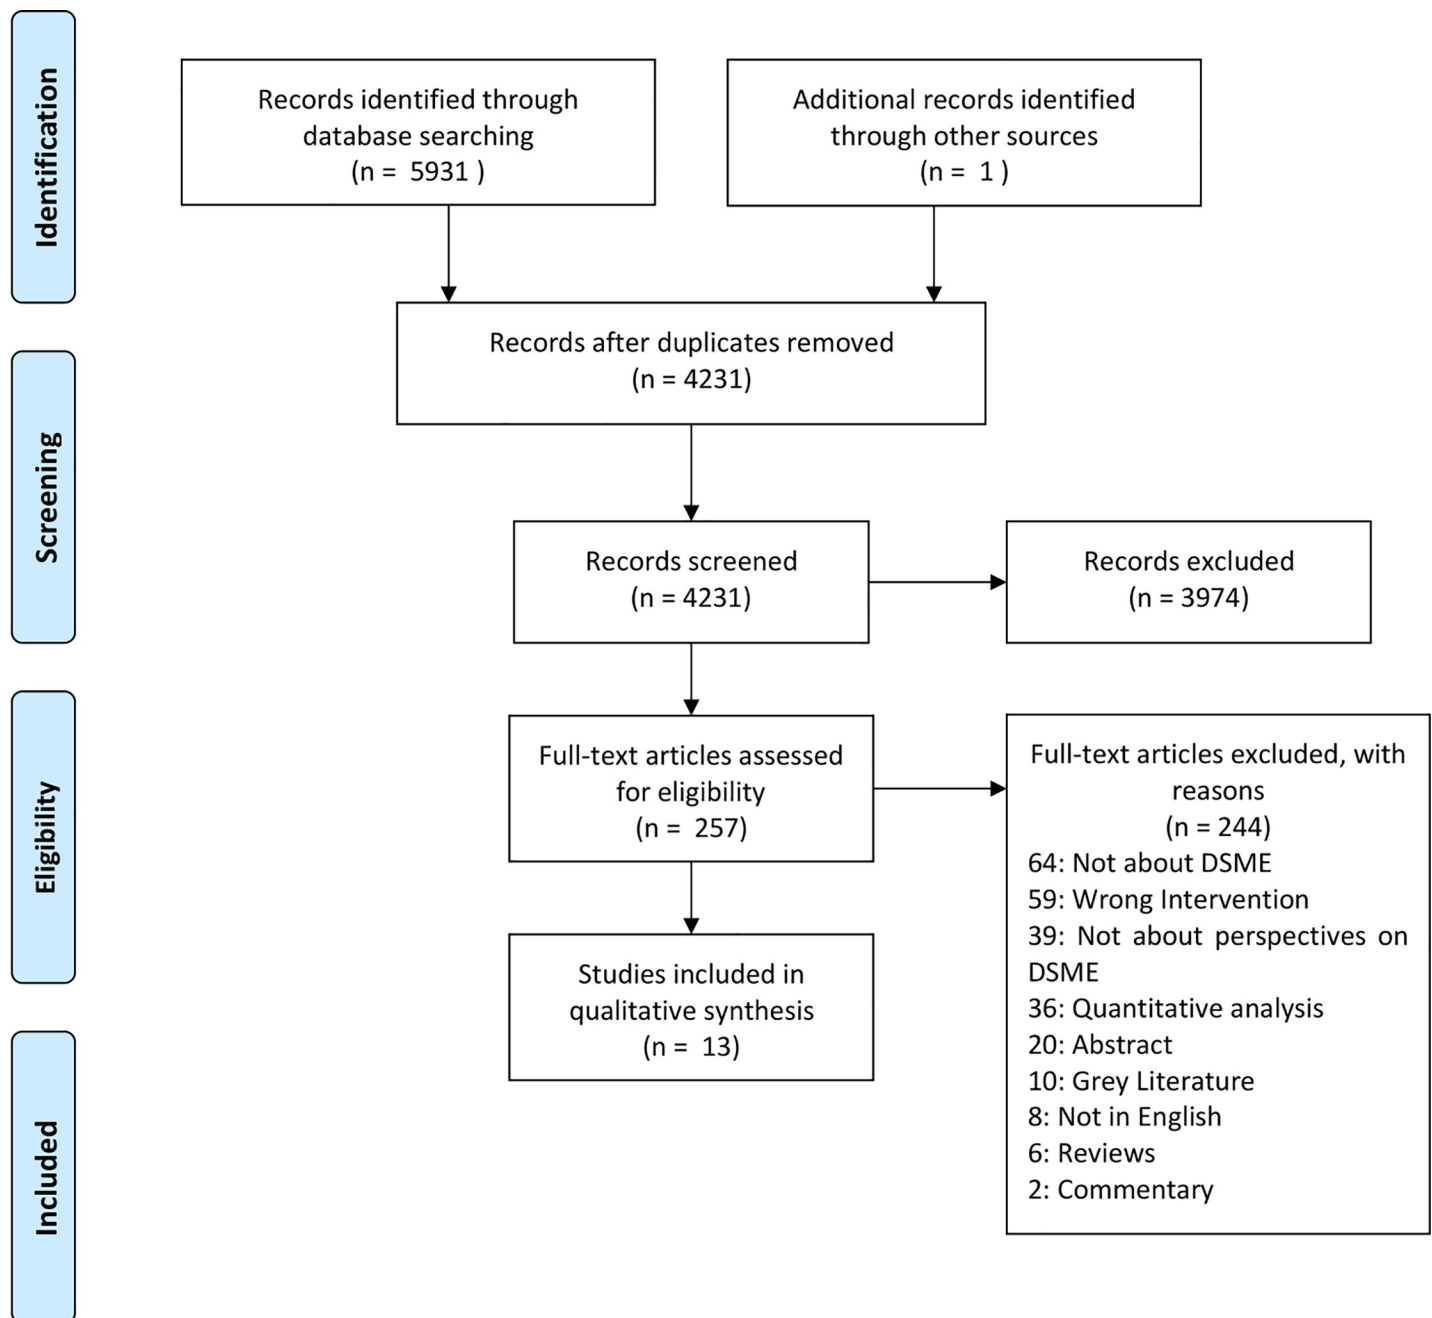 Identification
Records identified through
database searching
(n =  5931 )
Additional records identified
through other sources
(n =  1 )
Records after duplicates removed
(n = 4231)
Screening
Records screened
(n = 4231)
Records excluded
(n = 3974)
Eligibility
Full-text articles assessed
for eligibility
(n =  257)
Full-text articles excluded, with
reasons
(n = 244)
64: Not about DSME
59: Wrong Intervention
39: Not about perspectives on
DSME
36: Quantitative analysis
20: Abstract
10: Grey Literature
8: Not in English
6: Reviews
2: Commentary
Studies included in
qualitative synthesis
(n =  13)
Included